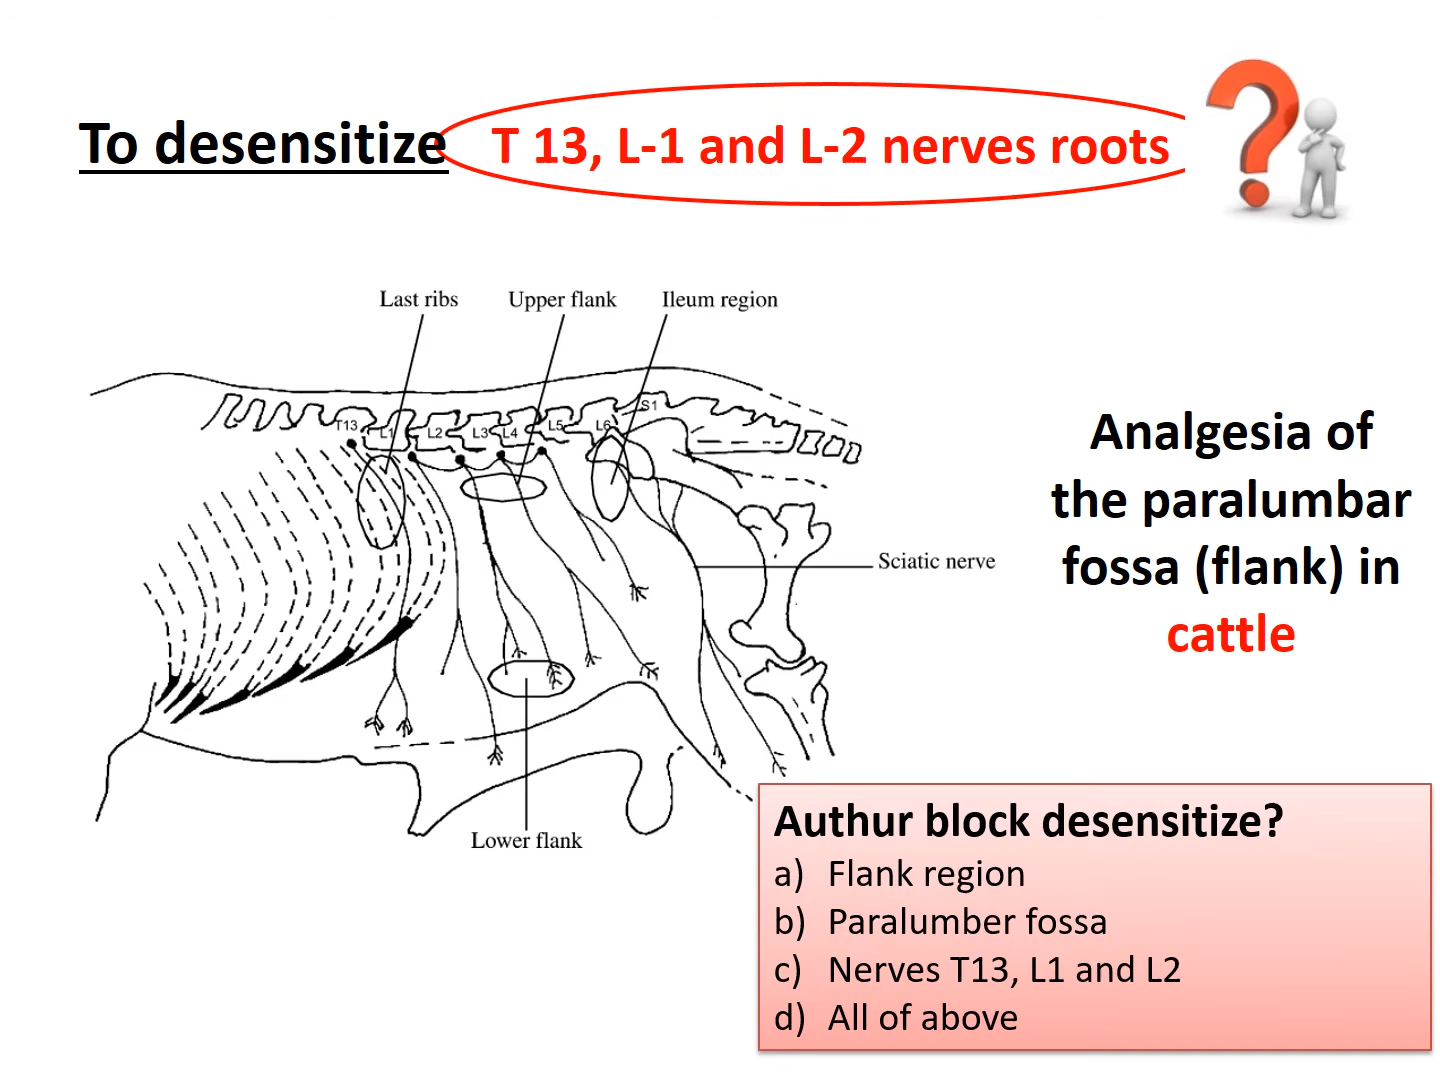 To desensitize T 13, L-1 and L-2 nerves roots
Last ribs Upper flank Ileum region
T13 L1 L2 L3 L4 L5 L6 S1
Sciatic nerve
Lower flank
Analgesia of
the paralumbar
fossa (flank) in
cattle
Authur block desensitize?
a) Flank region
b) Paralumber fossa
c) Nerves T13, L1 and L2
d) All of above